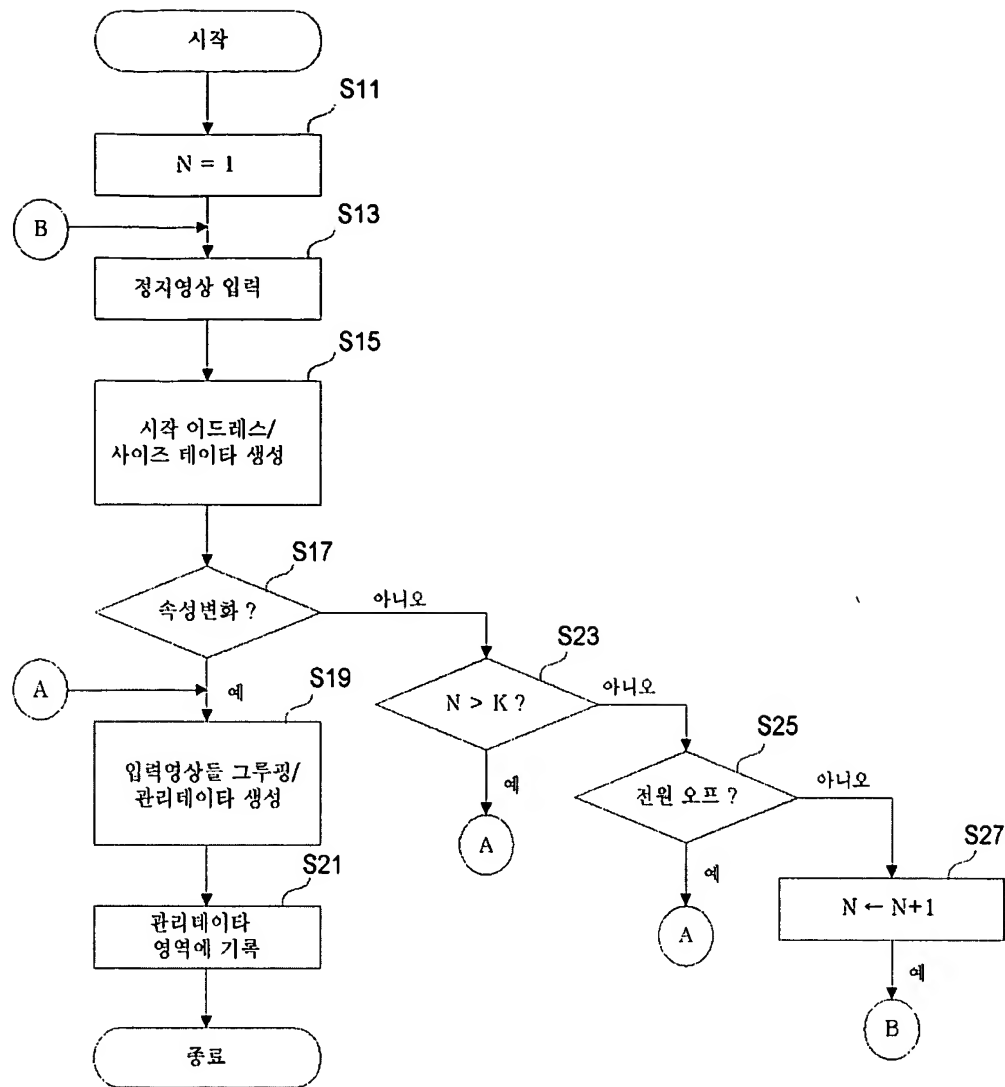 시작
S11
N = 1
B
S13
정지영상 입력
S15
시작 어드레스/
사이즈 데이타 생성
S17
속성변화 ?
아니오
예
A
S19
입력영상들 그루핑/
관리데이타 생성
S21
관리데이타
영역에 기록
종료
S23
N > K ?
아니오
예
A
S25
전원 오프 ?
아니오
예
A
S27
N ← N+1
예
B